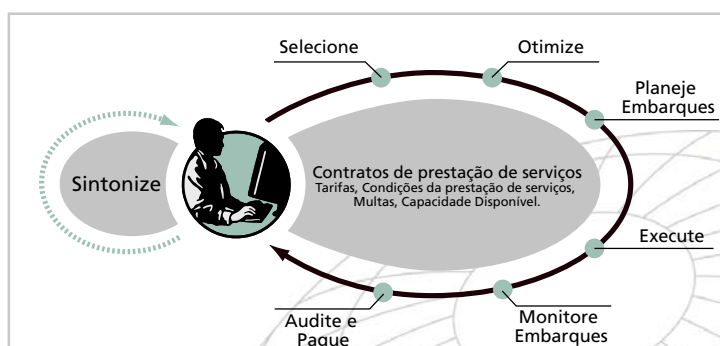 Selecione
Otimize
Planeje
Embarques
Sintonize
Contratos de prestação de serviços
Tarifas, Condições da prestação de serviços,
Multas, Capacidade Disponível.
Execute
Monitore
Embarques
Audite e
Pague